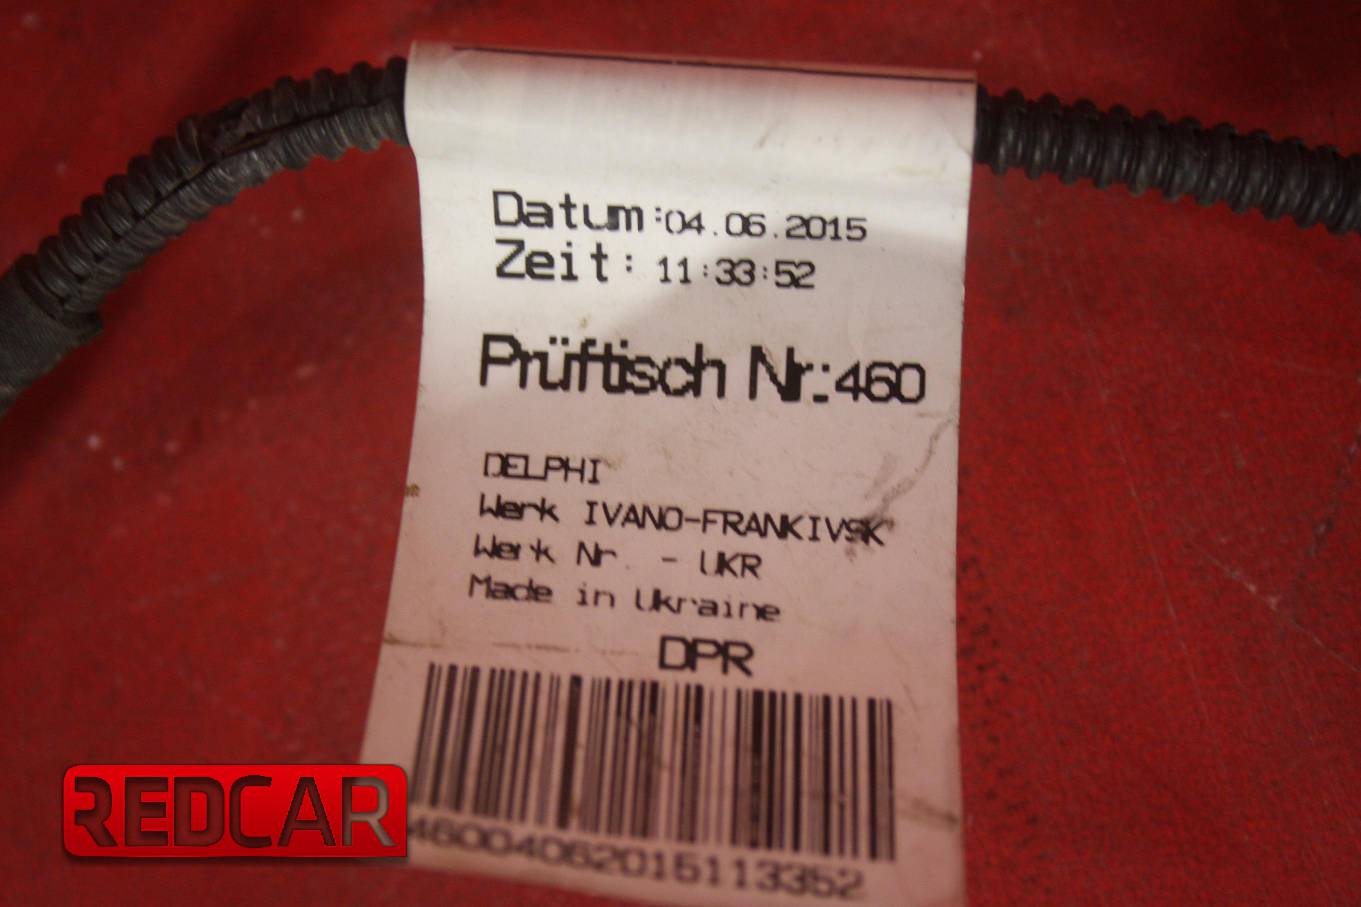 Datum:04.06.2015
Zeit: 11:33:52
Prüftisch Nr.:460
DELPHI
Werk IVANO-FRANKIVSK
Werk Nr. - UKR
Made in Ukraine
DPR
46004062015113352
REDCAR